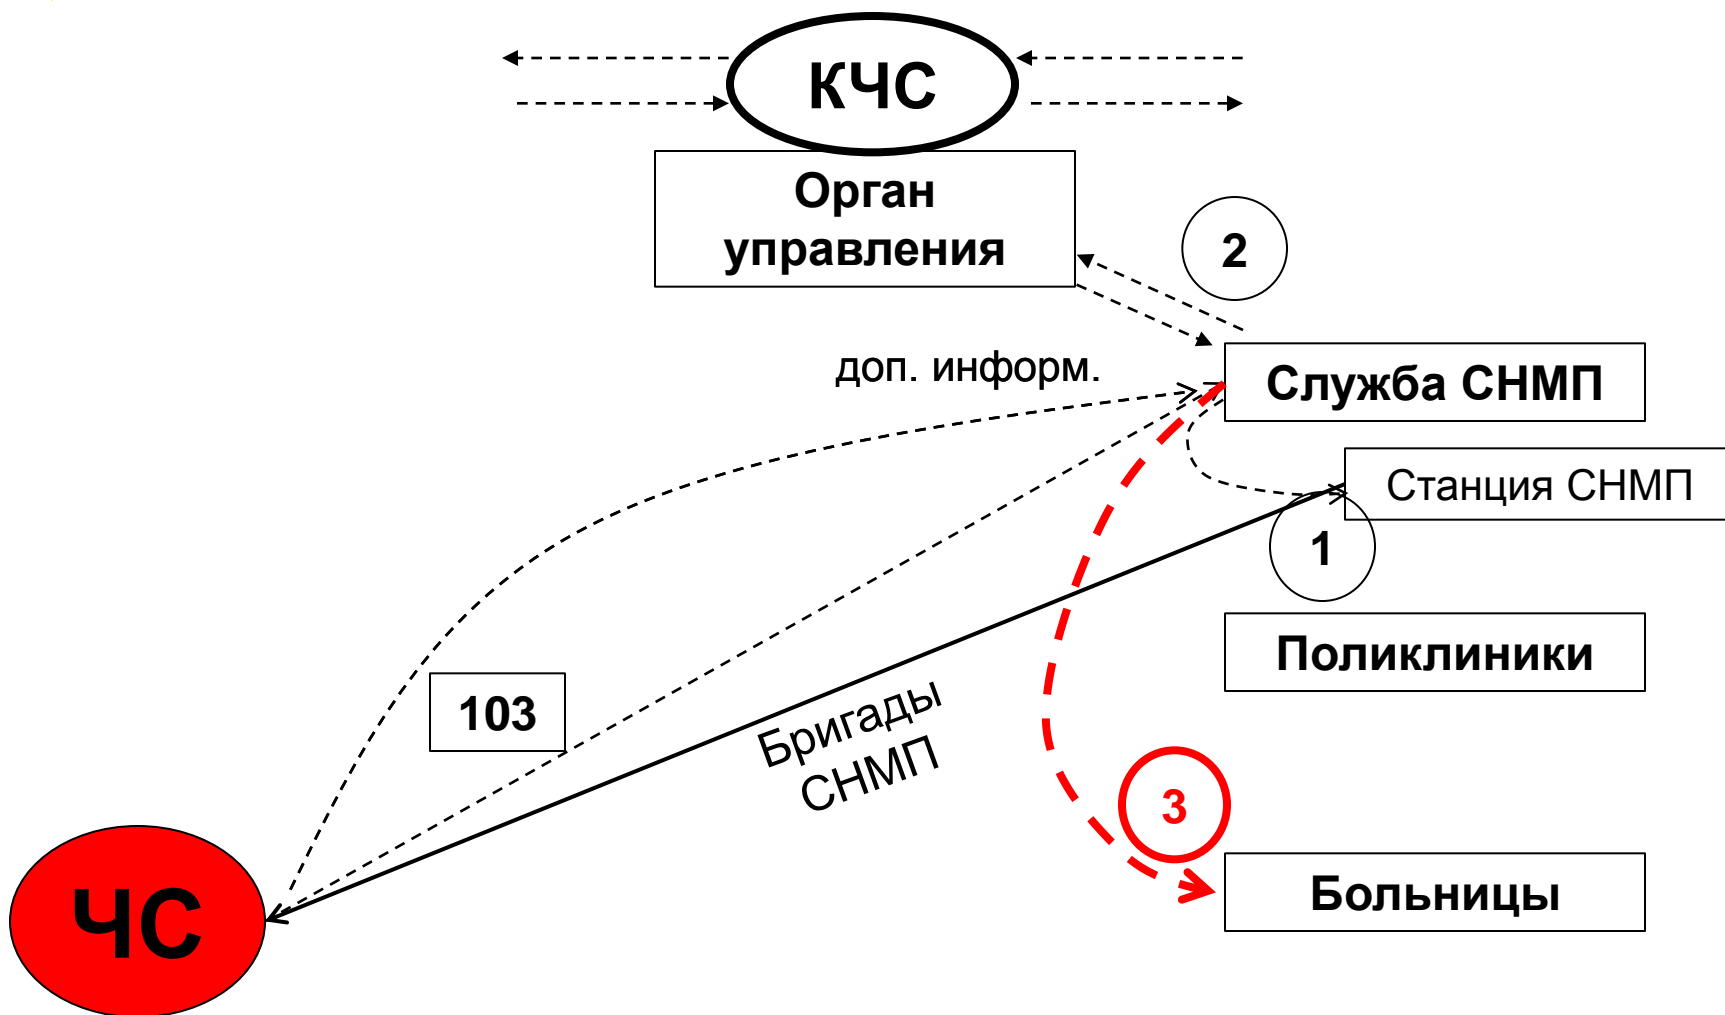 КЧС
Орган
управления
2
доп. информ.
Служба СНМП
Станция СНМП
1
Поликлиники
103
Бригады
СНМП
3
Больницы
ЧС